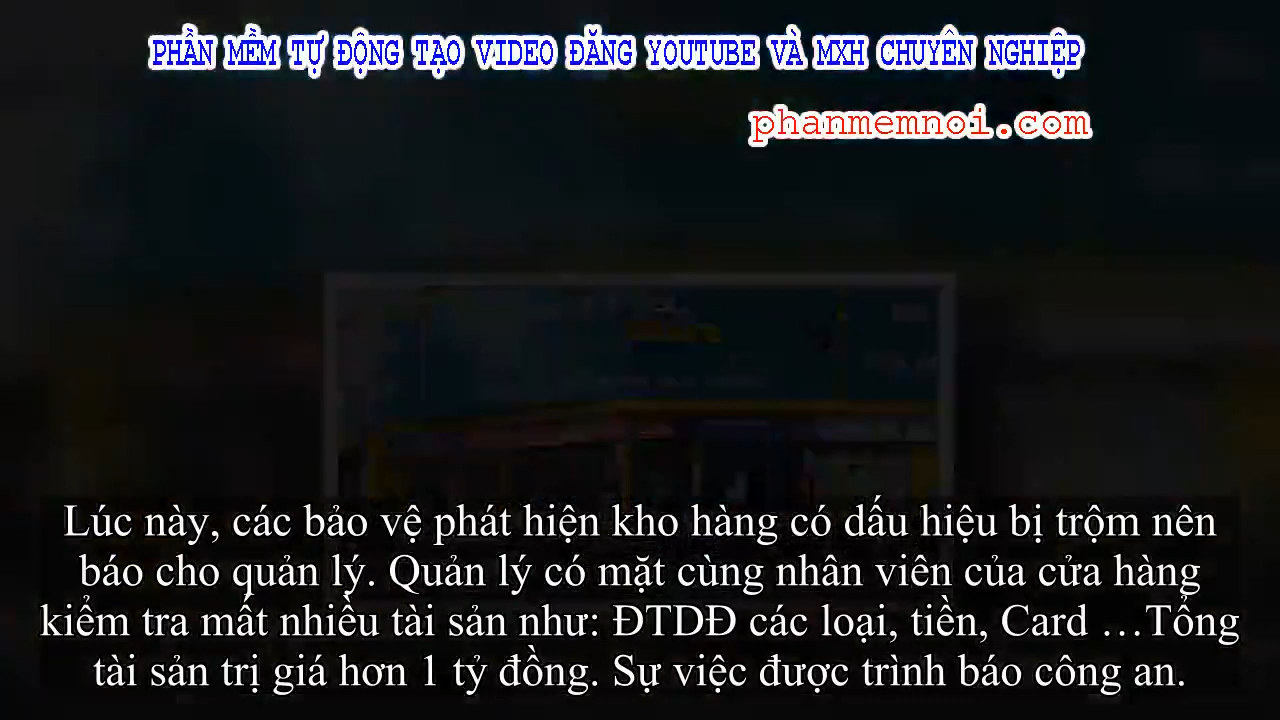 PHẦN MỀM TỰ ĐỘNG TẠO VIDEO ĐĂNG YOUTUBE VÀ MXH CHUYÊN NGHIỆP
phanmemnoi.com
Lúc này, các bảo vệ phát hiện kho hàng có dấu hiệu bị trộm nên
báo cho quản lý. Quản lý có mặt cùng nhân viên của cửa hàng
kiểm tra mất nhiều tài sản như: ĐTDĐ các loại, tiền, Card …Tổng
tài sản trị giá hơn 1 tỷ đồng. Sự việc được trình báo công an.